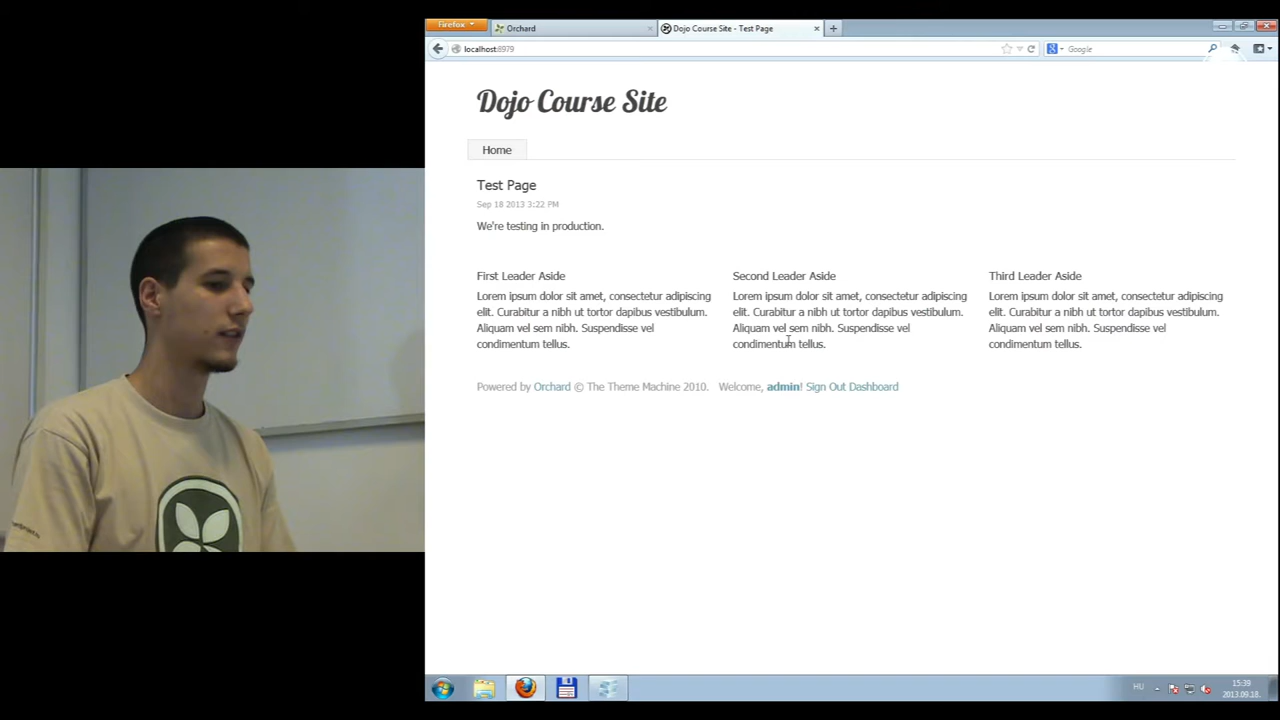 Firefox
Orchard
Dojo Course Site - Test Page
localhost:8979
Google
Dojo Course Site
Home
Test Page
Sep 18 2013 3:22 PM
We're testing in production.
First Leader Aside
Lorem ipsum dolor sit amet, consectetur adipiscing
elit. Curabitur a nibh ut tortor dapibus vestibulum.
Aliquam vel sem nibh. Suspendisse vel
condimentum tellus.
Second Leader Aside
Lorem ipsum dolor sit amet, consectetur adipiscing
elit. Curabitur a nibh ut tortor dapibus vestibulum.
Aliquam vel sem nibh. Suspendisse vel
condimentum tellus.
Third Leader Aside
Lorem ipsum dolor sit amet, consectetur adipiscing
elit. Curabitur a nibh ut tortor dapibus vestibulum.
Aliquam vel sem nibh. Suspendisse vel
condimentum tellus.
Powered by Orchard © The Theme Machine 2010. Welcome, admin! Sign Out Dashboard
HU
15:39
2013.09.18.